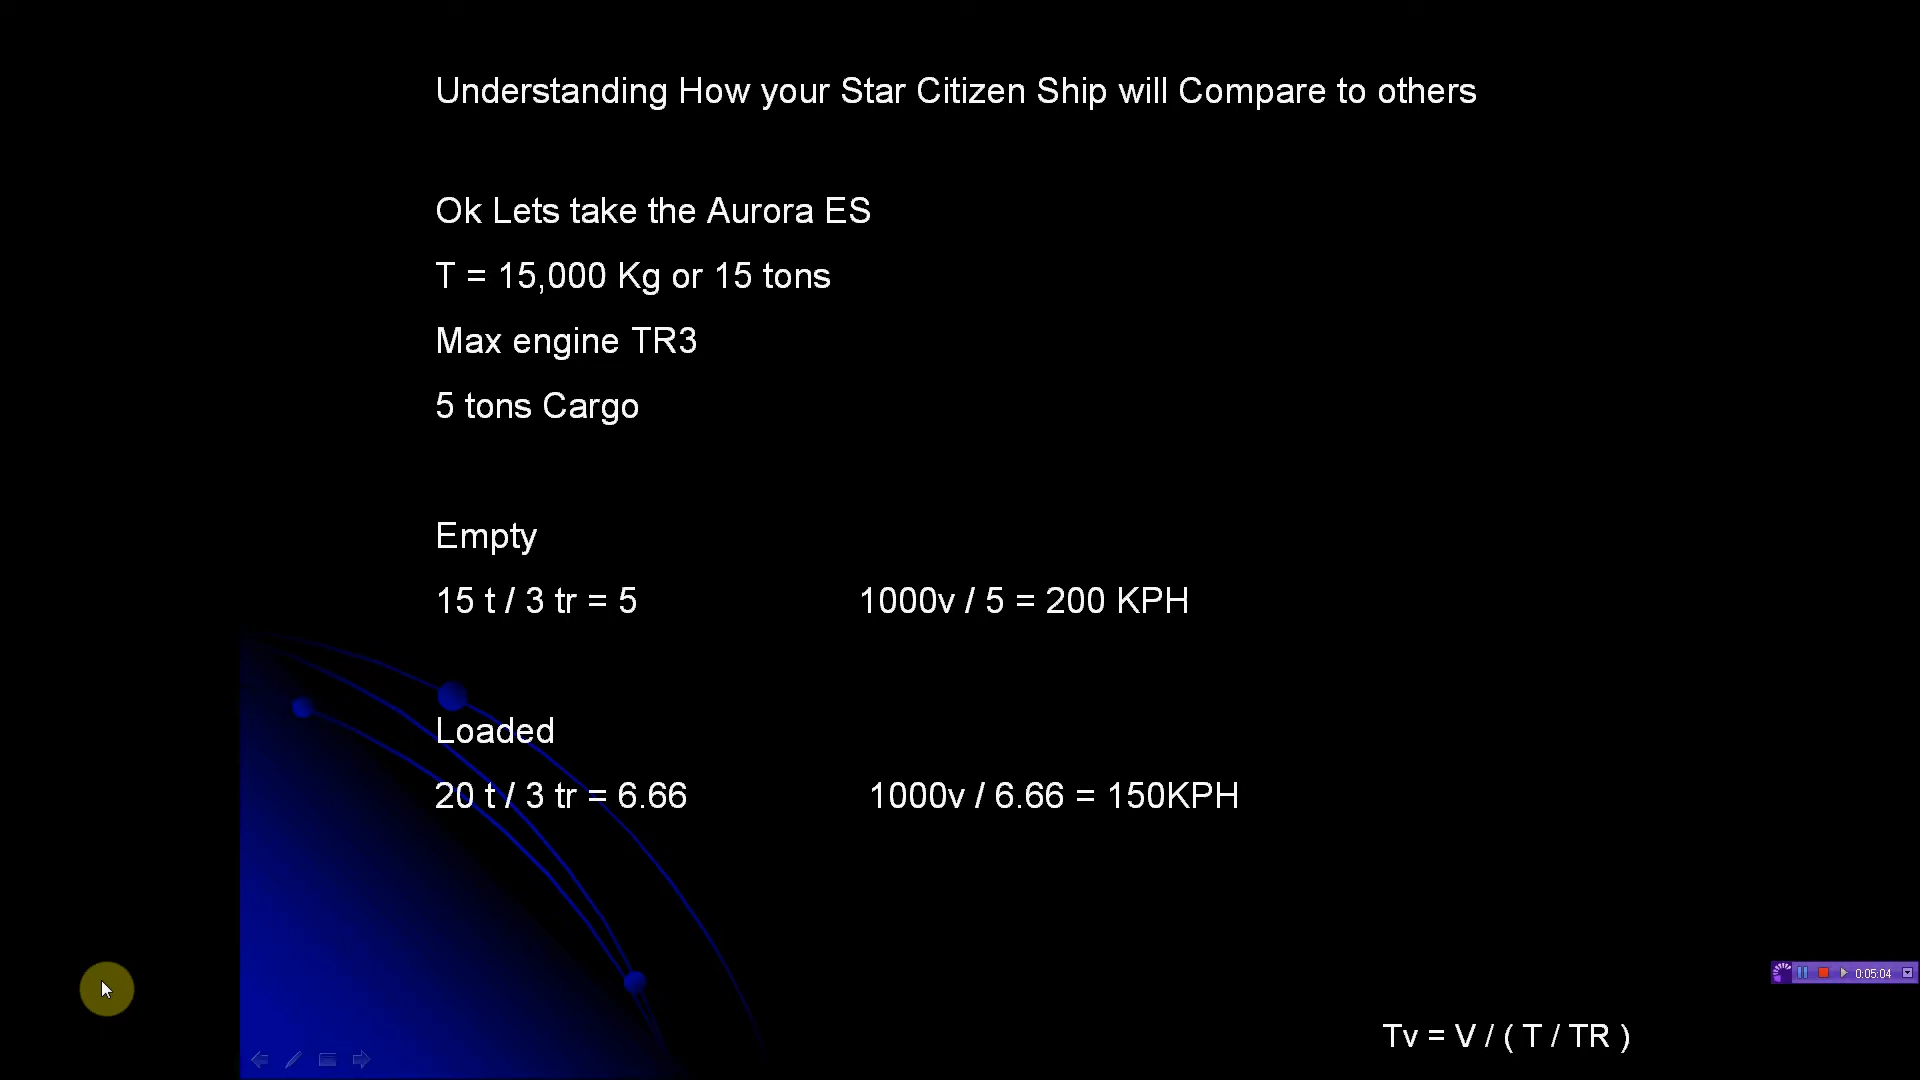 Understanding How your Star Citizen Ship will Compare to others
Ok Lets take the Aurora ES
T = 15,000 Kg or 15 tons
Max engine TR3
5 tons Cargo
Empty
15 t / 3 tr = 5 1000v / 5 = 200 KPH
Loaded
20 t / 3 tr = 6.66 1000v / 6.66 = 150KPH
0:05:04
Tv = V / ( T / TR )